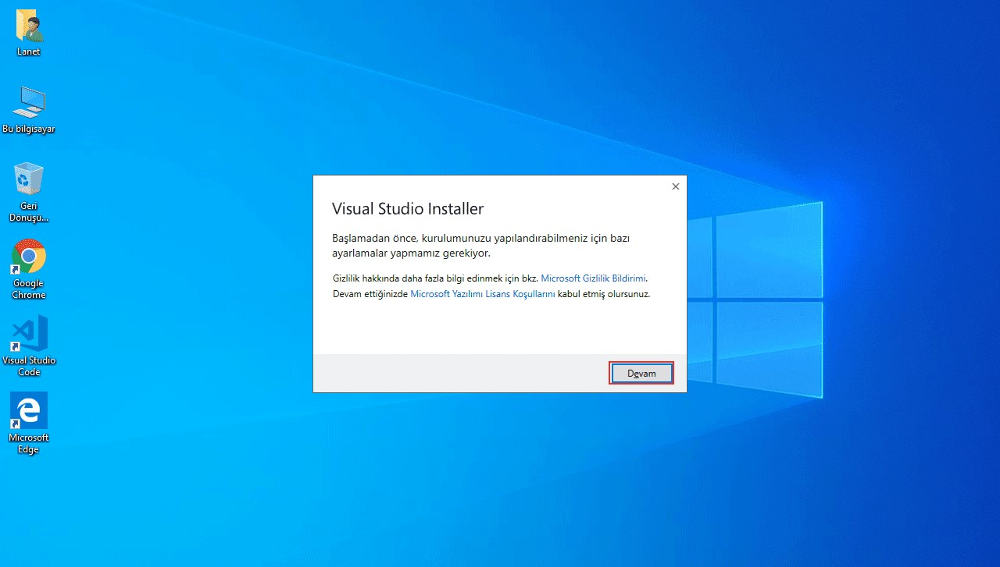 Lanet
Bu bilgisayar
Geri
Dönüşü...
Google
Chrome
Visual Studio
Code
Microsoft
Edge
Visual Studio Installer
Başlamadan önce, kurulumunuzu yapılandırabilmeniz için bazı
ayarlamalar yapmamız gerekiyor.
Gizlilik hakkında daha fazla bilgi edinmek için bkz. Microsoft Gizlilik Bildirimi.
Devam ettiğinizde Microsoft Yazılımı Lisans Koşullarını kabul etmiş olursunuz.
Devam